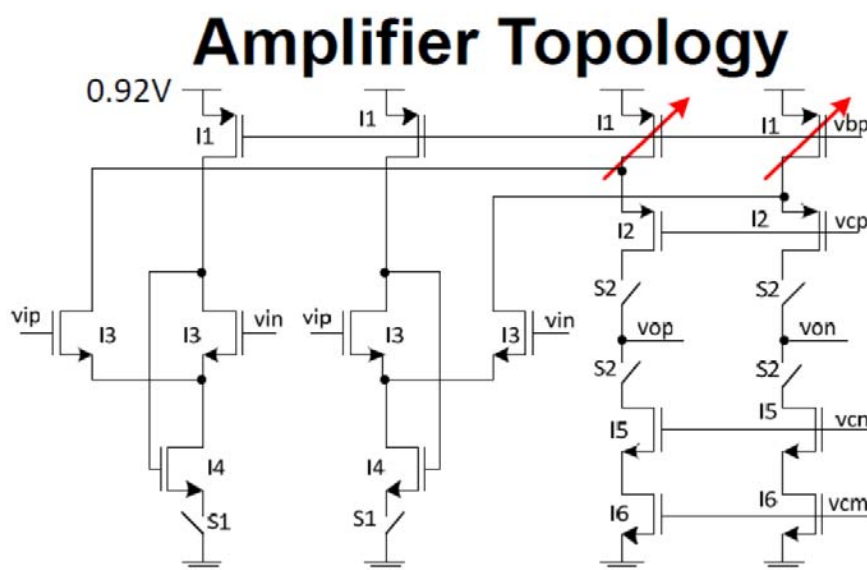 Amplifier Topology
0.92V
I1 I1 I1 I1 vbp
I2 I2 vcp
S2 S2
vip I3 I3 vin vip I3 I3 vin
vop von
S2 S2
I5 I5 vcn
I4 I4
S1 S1 I6 I6 vcm